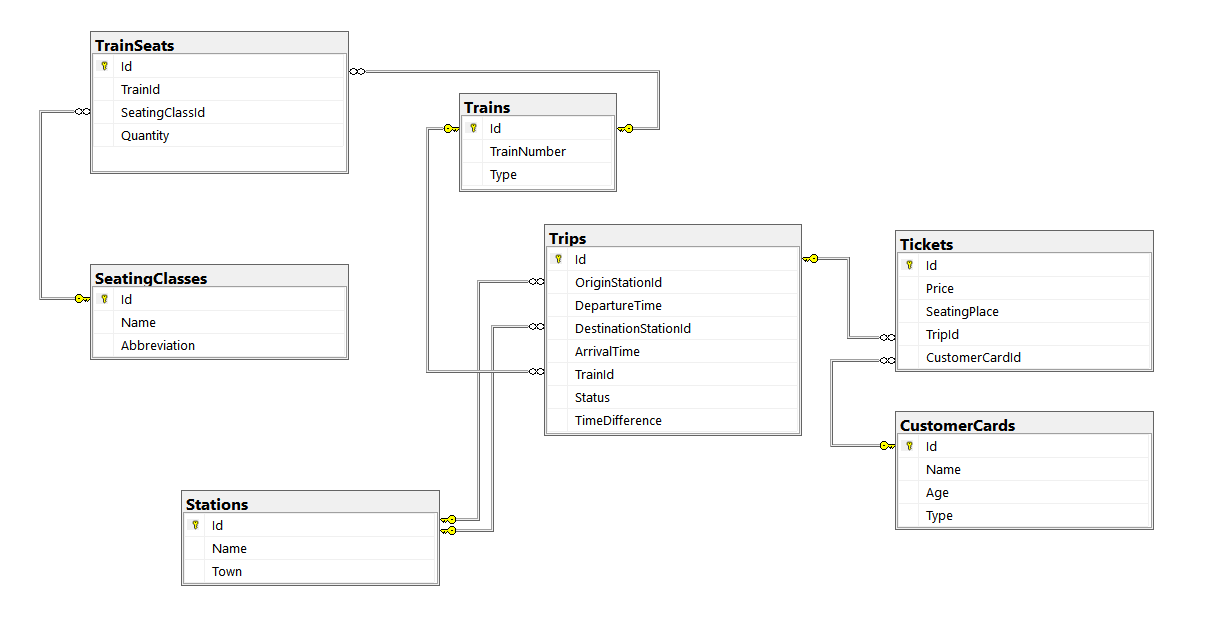 TrainSeats
Id
TrainId
SeatingClassId
Quantity
Trains
Id
TrainNumber
Type
SeatingClasses
Id
Name
Abbreviation
Trips
Id
OriginStationId
DepartureTime
DestinationStationId
ArrivalTime
TrainId
Status
TimeDifference
Tickets
Id
Price
SeatingPlace
TripId
CustomerCardId
CustomerCards
Id
Name
Age
Type
Stations
Id
Name
Town